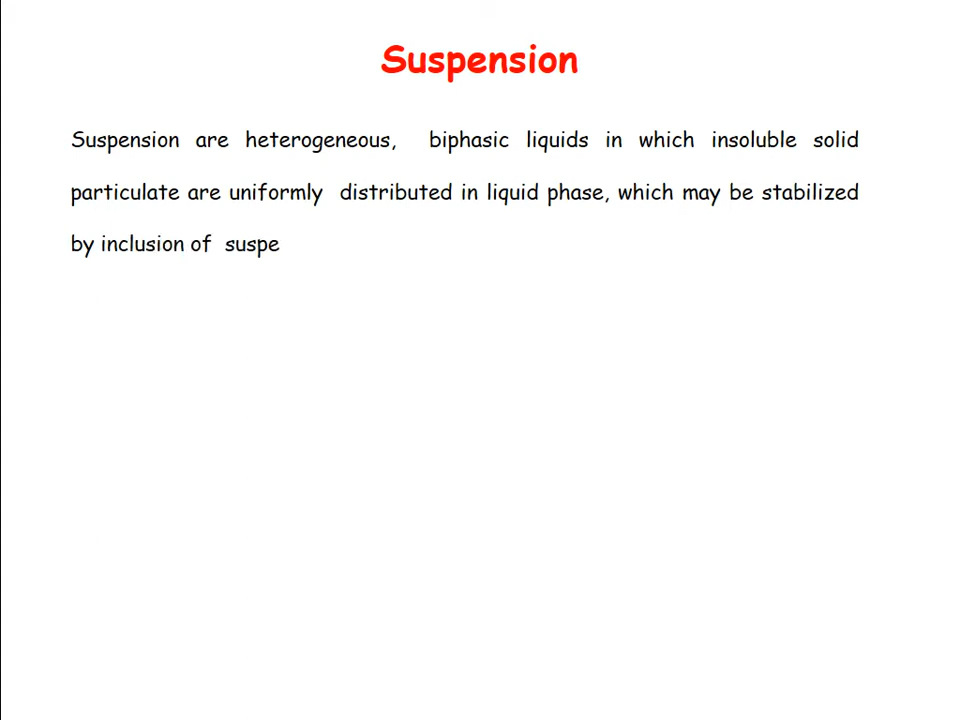 Suspension
Suspension are heterogeneous, biphasic liquids in which insoluble solid
particulate are uniformly distributed in liquid phase, which may be stabilized
by inclusion of suspe